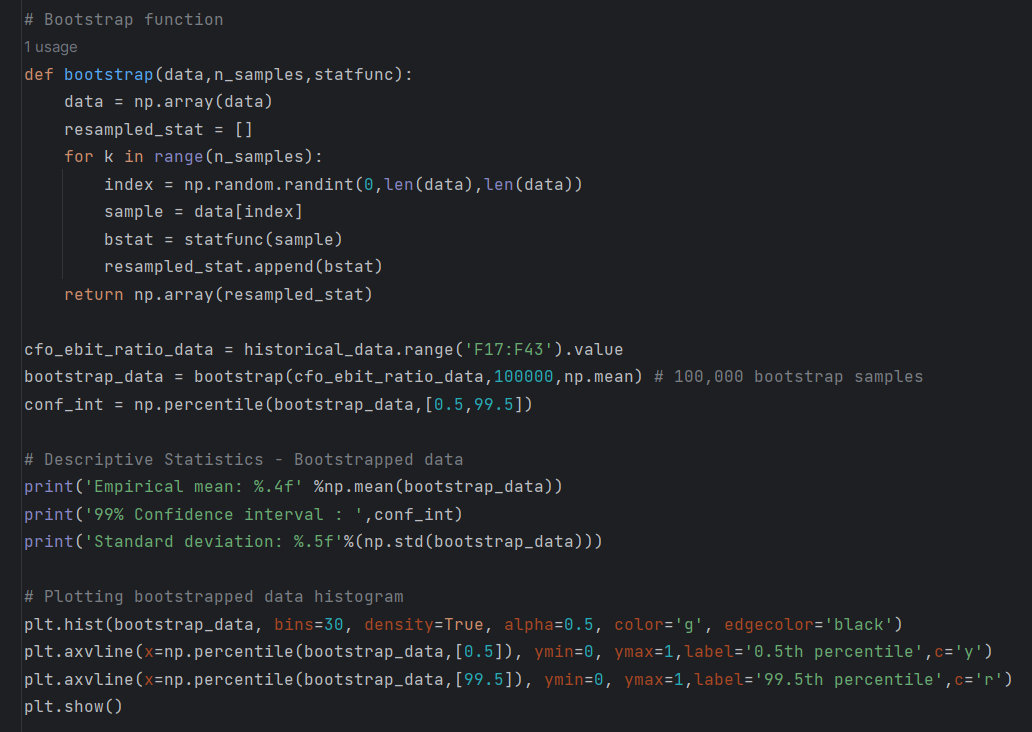 # Bootstrap function
1 usage
def bootstrap(data,n_samples,statfunc):
    data = np.array(data)
    resampled_stat = []
    for k in range(n_samples):
        index = np.random.randint(0,len(data),len(data))
        sample = data[index]
        bstat = statfunc(sample)
        resampled_stat.append(bstat)
    return np.array(resampled_stat)

cfo_ebit_ratio_data = historical_data.range('F17:F43').value
bootstrap_data = bootstrap(cfo_ebit_ratio_data,100000,np.mean) # 100,000 bootstrap samples
conf_int = np.percentile(bootstrap_data,[0.5,99.5])

# Descriptive Statistics - Bootstrapped data
print('Empirical mean: %.4f' %np.mean(bootstrap_data))
print('99% Confidence interval : ',conf_int)
print('Standard deviation: %.5f'%(np.std(bootstrap_data)))

# Plotting bootstrapped data histogram
plt.hist(bootstrap_data, bins=30, density=True, alpha=0.5, color='g', edgecolor='black')
plt.axvline(x=np.percentile(bootstrap_data,[0.5]), ymin=0, ymax=1,label='0.5th percentile',c='y')
plt.axvline(x=np.percentile(bootstrap_data,[99.5]), ymin=0, ymax=1,label='99.5th percentile',c='r')
plt.show()